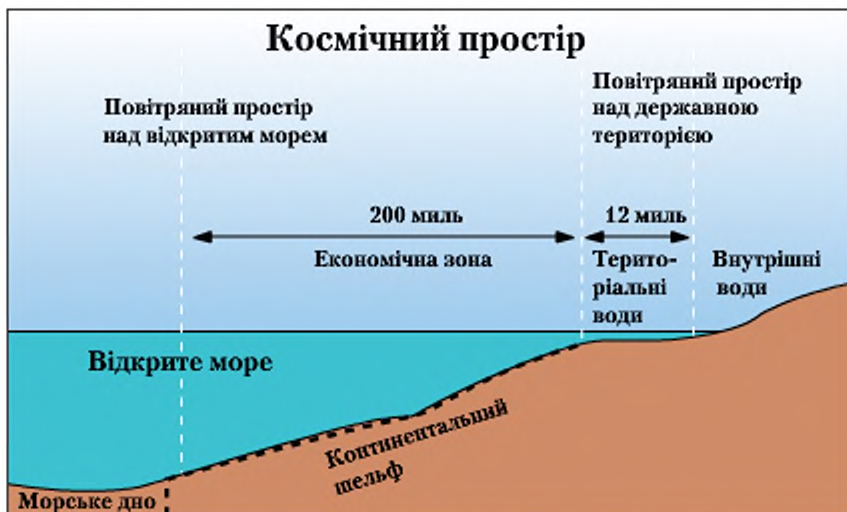 Космічний простір
Повітряний простір
над відкритим морем
Повітряний простір
над державною
територією
200 миль
12 миль
Економічна зона
Терито-
ріальні
води
Внутрішні
води
Відкрите море
Континентальний
шельф
Морське дно